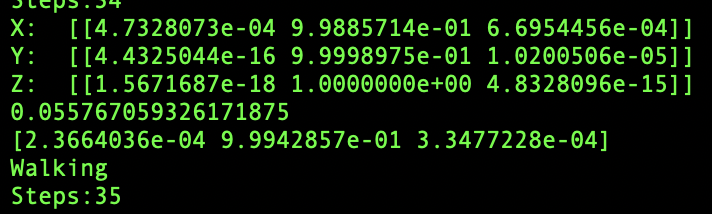 Steps:34
X:  [[4.7328073e-04 9.9885714e-01 6.6954456e-04]]
Y:  [[4.4325044e-16 9.9998975e-01 1.0200506e-05]]
Z:  [[1.5671687e-18 1.0000000e+00 4.8328096e-15]]
0.055767059326171875
[2.3664036e-04 9.9942857e-01 3.3477228e-04]
Walking
Steps:35